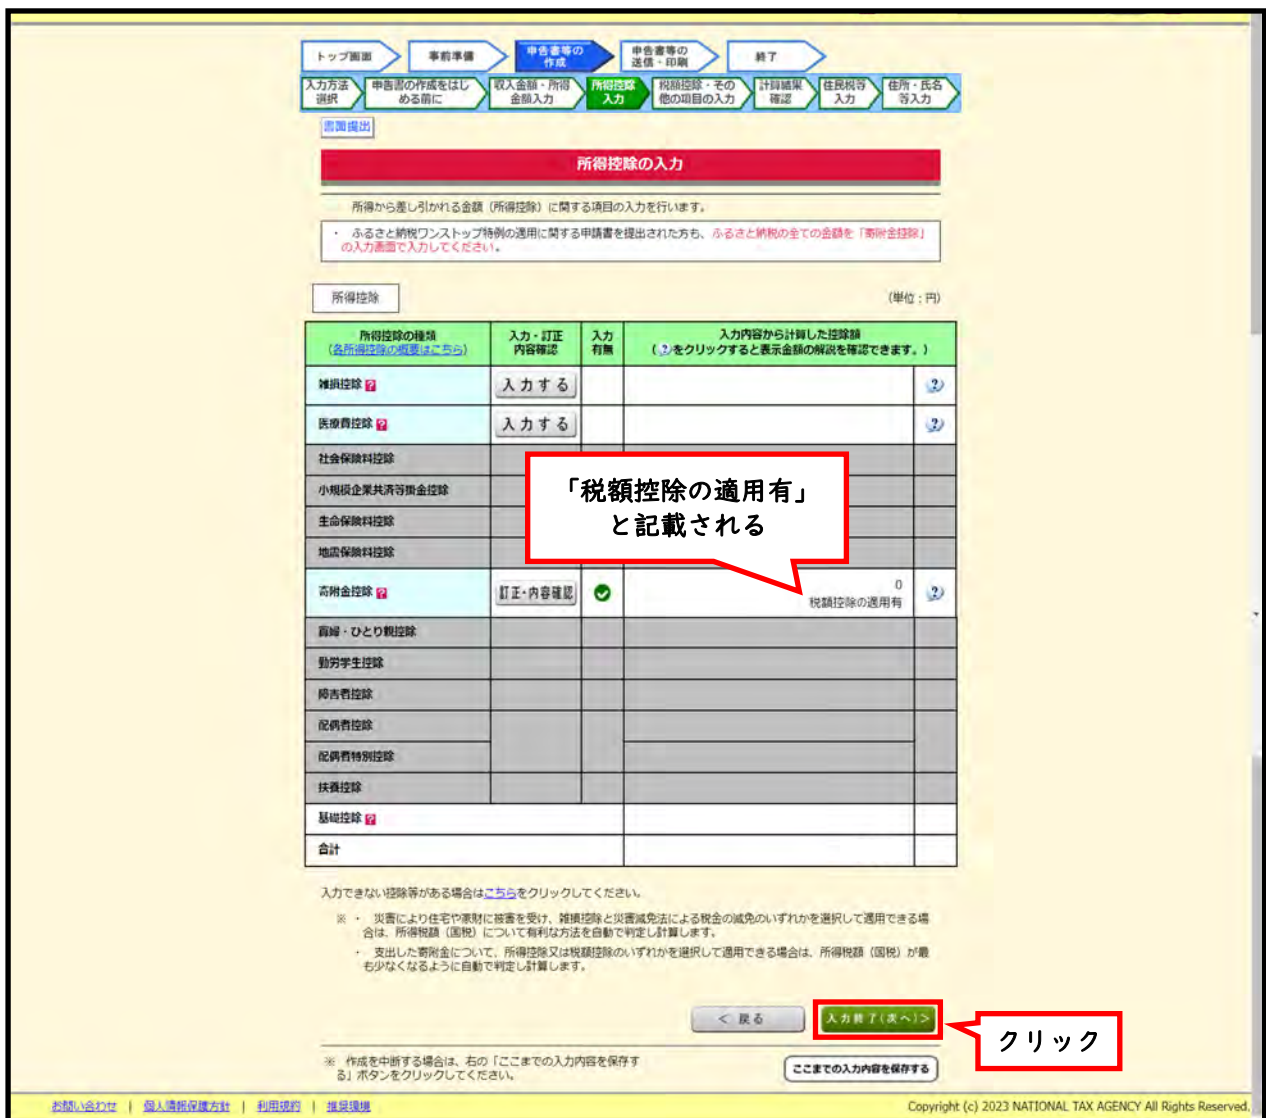 トップ画面
事前準備
申告書等の
作成
申告書等の
送信・印刷
終了
入力方法
選択
申告書の作成をはじ
める前に
収入金額・所得
金額入力
所得控除
入力
税額控除・その
他の項目の入力
計算結果
確認
住民税等
入力
住所・氏名
等入力
書面提出
所得控除の入力
所得から差し引かれる金額（所得控除）に関する項目の入力を行います。
・ ふるさと納税ワンストップ特例の適用に関する申請書を提出された方も、ふるさと納税の全ての金額を「寄附金控除」
の入力画面で入力してください。
所得控除
（単位：円）
所得控除の種類
（各所得控除の概要はこちら）
入力・訂正
内容確認
入力
有無
入力内容から計算した控除額
（?をクリックすると表示金額の解説を確認できます。）
雑損控除 ?
入力する
?
医療費控除 ?
入力する
?
社会保険料控除
小規模企業共済等掛金控除
生命保険料控除
地震保険料控除
「税額控除の適用有」
と記載される
寄附金控除 ?
訂正・内容確認
0
税額控除の適用有
?
寡婦・ひとり親控除
勤労学生控除
障害者控除
配偶者控除
配偶者特別控除
扶養控除
基礎控除 ?
合計
入力できない控除等がある場合はこちらをクリックしてください。
※ ・ 災害により住宅や家財に被害を受け、雑損控除と災害減免法による税金の減免のいずれかを選択して適用できる場
合は、所得税額（国税）について有利な方法を自動で判定し計算します。
・ 支出した寄附金について、所得控除又は税額控除のいずれかを選択して適用できる場合は、所得税額（国税）が最
も少なくなるように自動で判定し計算します。
＜ 戻る
入力終了(次へ)＞
クリック
※ 作成を中断する場合は、右の「ここまでの入力内容を保存す
る」ボタンをクリックしてください。
ここまでの入力内容を保存する
お問い合わせ | 個人情報保護方針 | 利用規約 | 推奨環境
Copyright (c) 2023 NATIONAL TAX AGENCY All Rights Reserved.